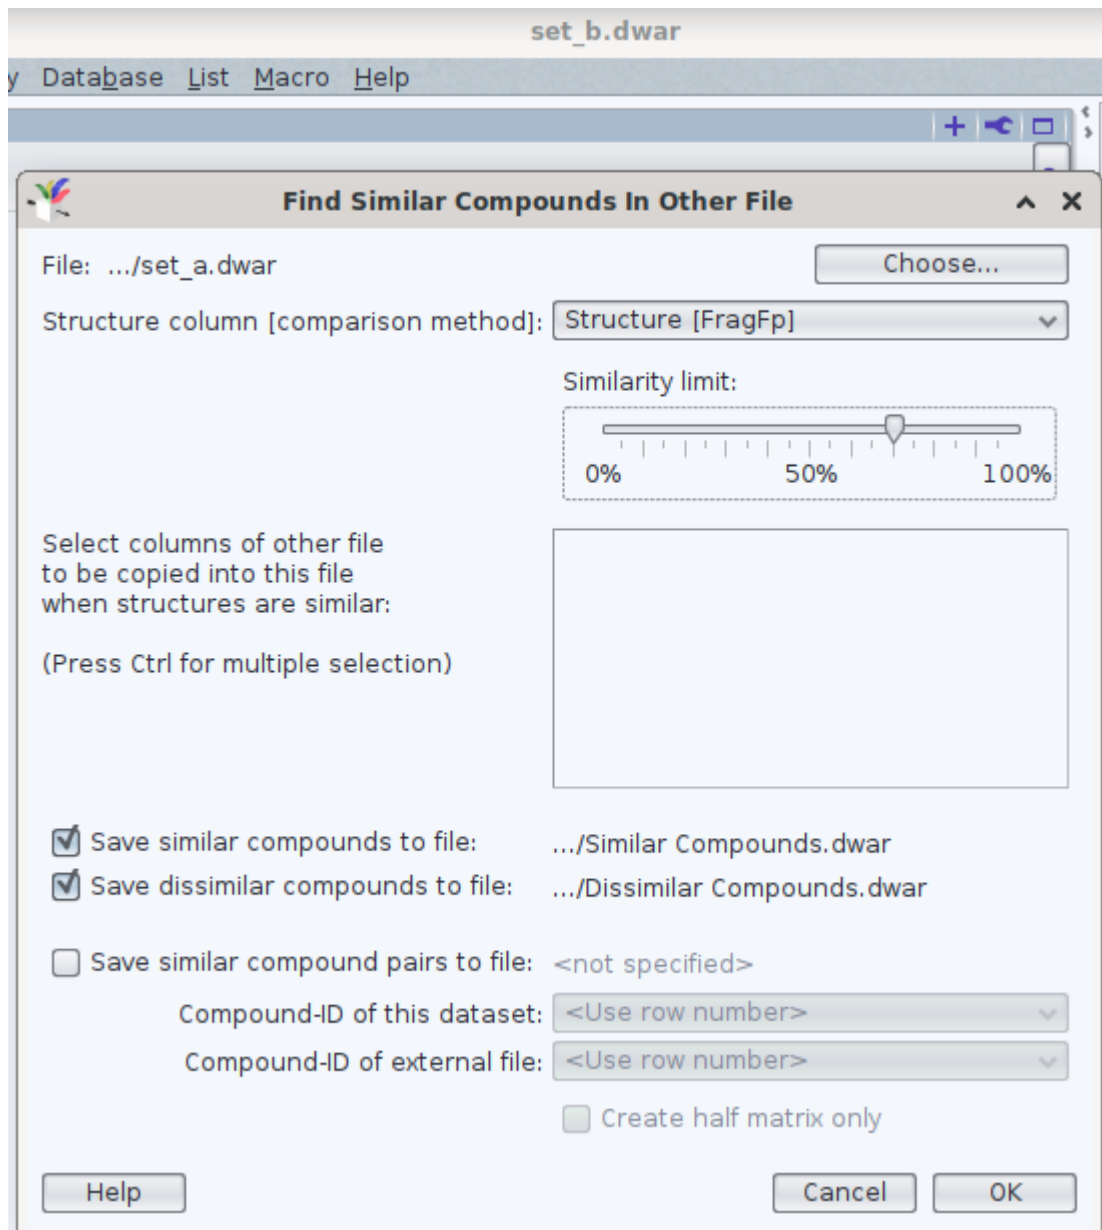 set_b.dwar
y Database List Macro Help
Find Similar Compounds In Other File
File: .../set_a.dwar Choose...
Structure column [comparison method]: Structure [FragFp]
Similarity limit:
0% 50% 100%
Select columns of other file
to be copied into this file
when structures are similar:
(Press Ctrl for multiple selection)
Save similar compounds to file: .../Similar Compounds.dwar
Save dissimilar compounds to file: .../Dissimilar Compounds.dwar
Save similar compound pairs to file: <not specified>
Compound-ID of this dataset: <Use row number>
Compound-ID of external file: <Use row number>
Create half matrix only
Help Cancel OK